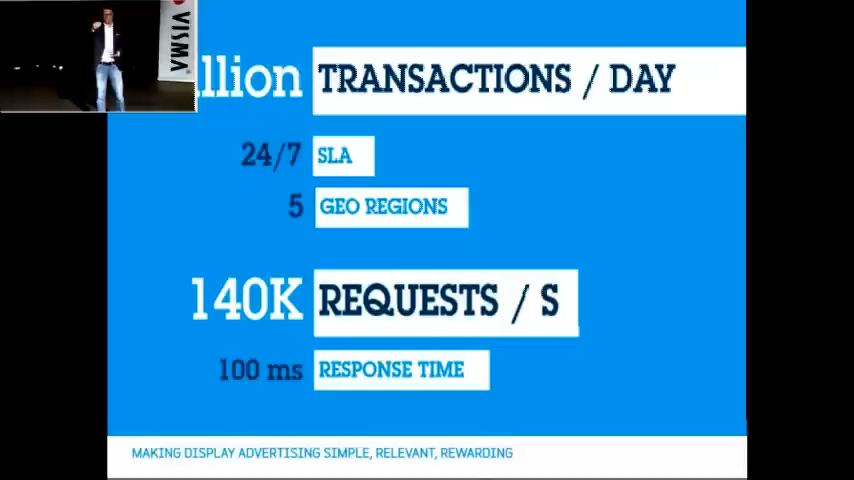 VISMA
TRANSACTIONS / DAY
24/7 SLA
5 GEO REGIONS
140K REQUESTS / S
100 ms RESPONSE TIME
MAKING DISPLAY ADVERTISING SIMPLE, RELEVANT, REWARDING